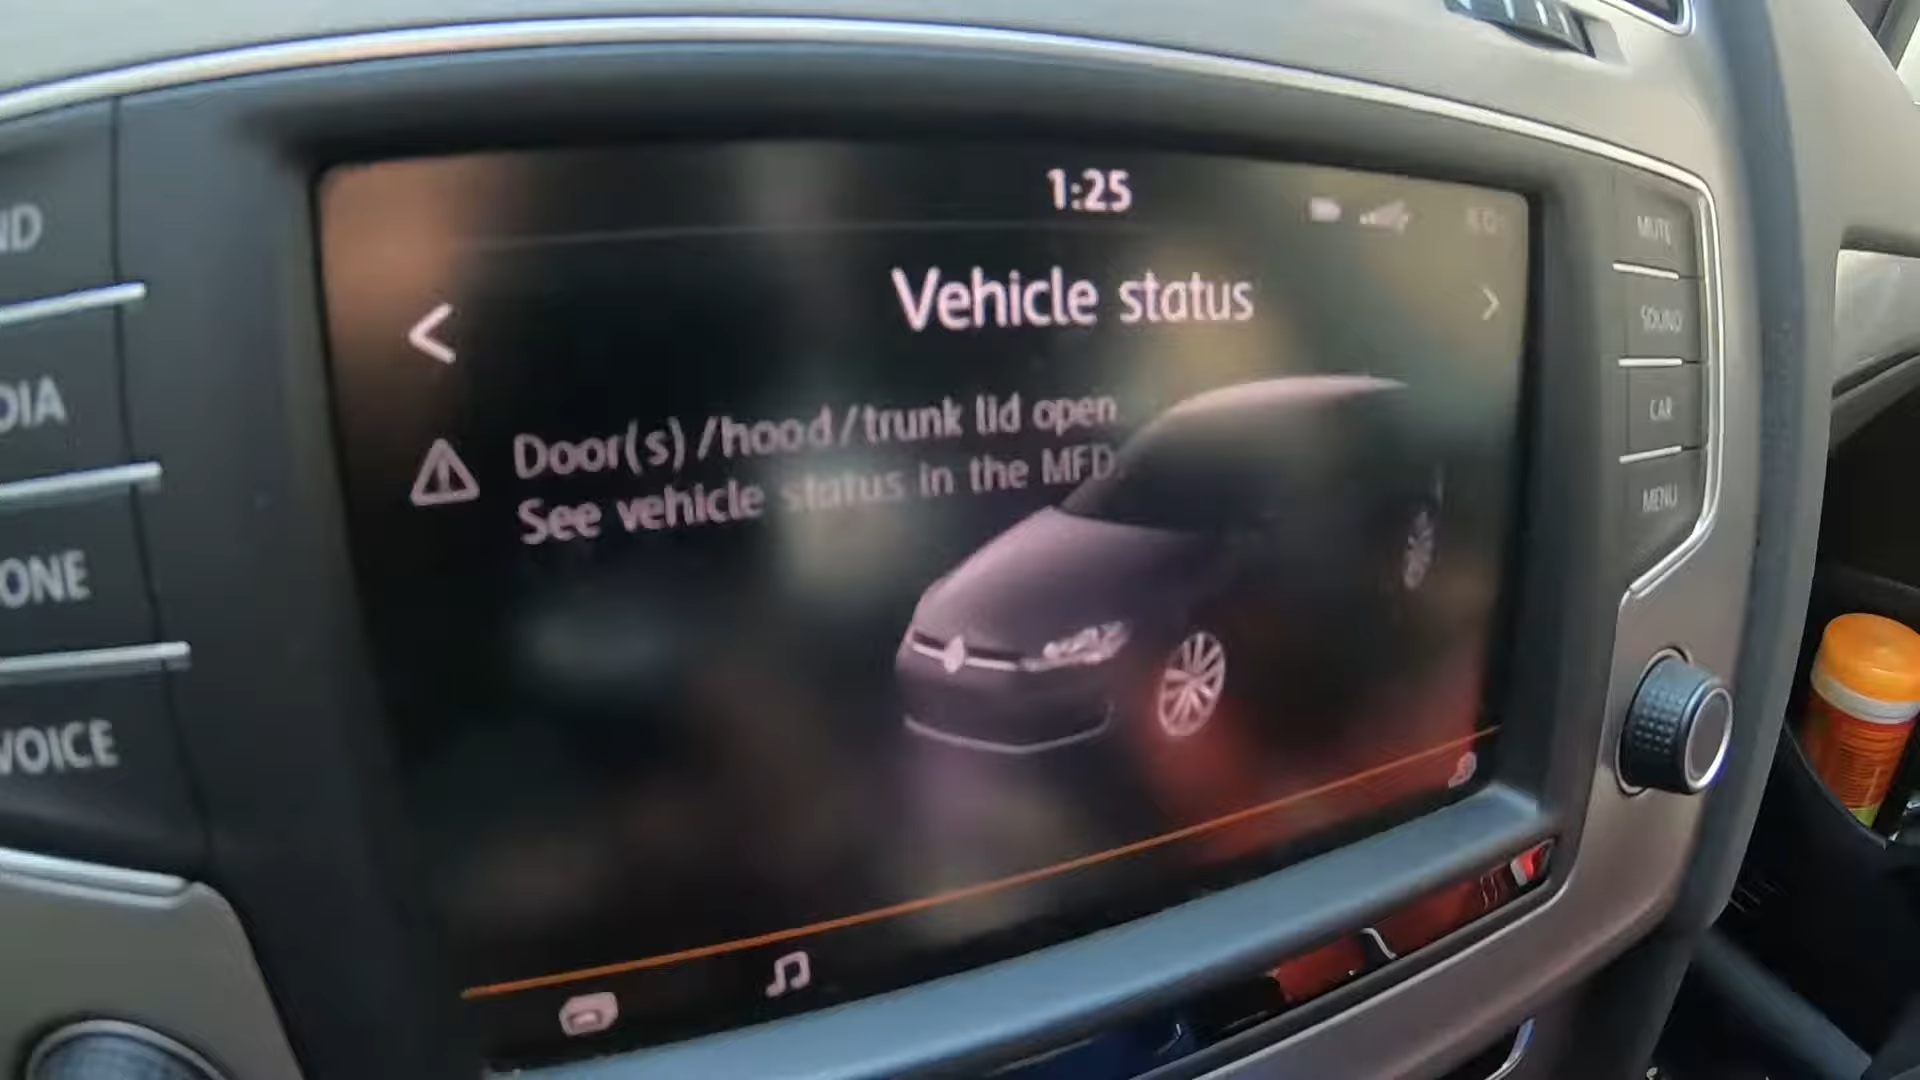 1:25
Vehicle status
Door(s)/hood/trunk lid open.
See vehicle status in the MFD.
ND
DIA
ONE
VOICE
MUTE
SOUND
CAR
MENU